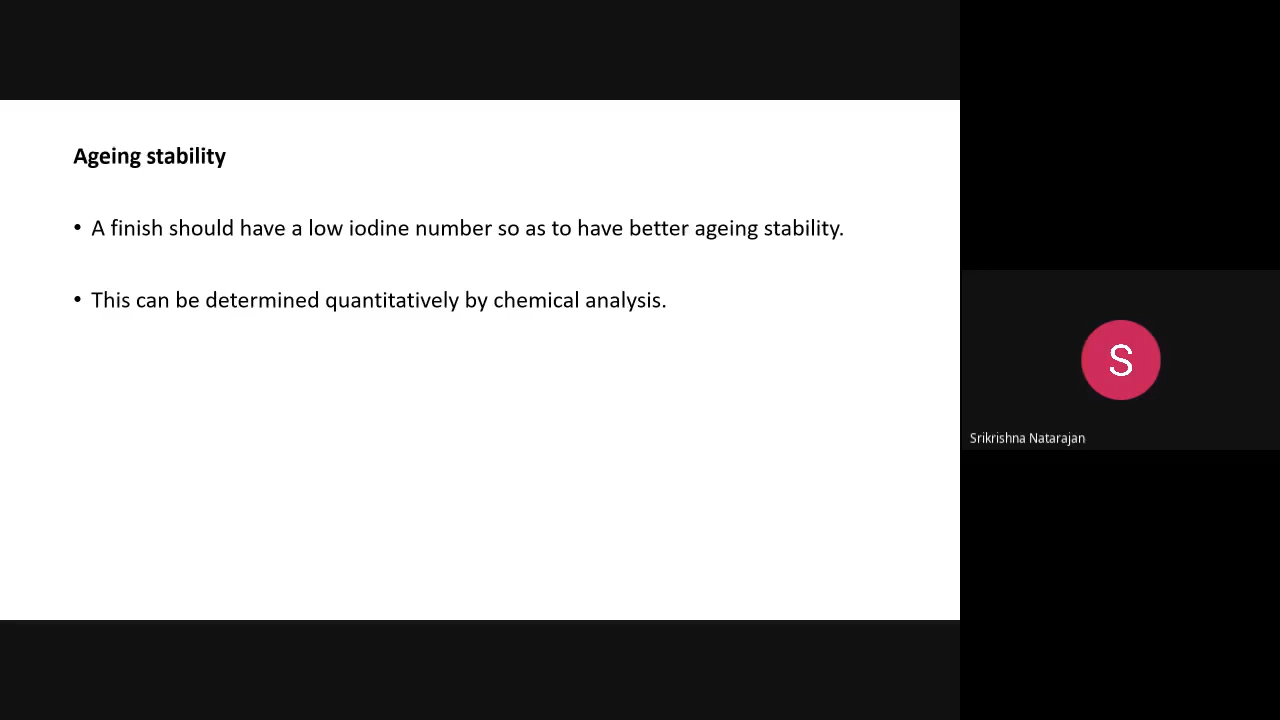 Ageing stability
• A finish should have a low iodine number so as to have better ageing stability.
• This can be determined quantitatively by chemical analysis.
S
Srikrishna Natarajan